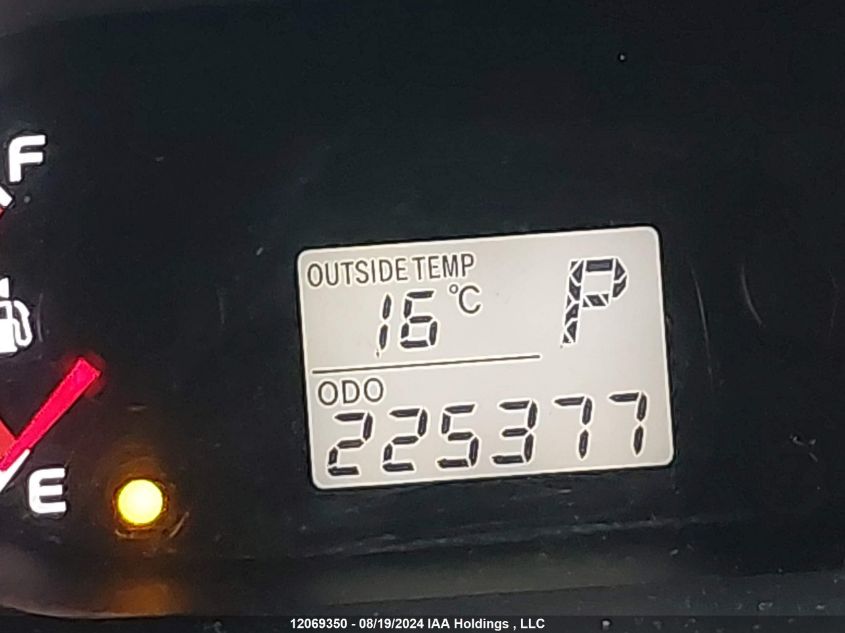 F
OUTSIDE TEMP
16 °C P
ODO
225377
E
12069350 - 08/19/2024 IAA Holdings , LLC